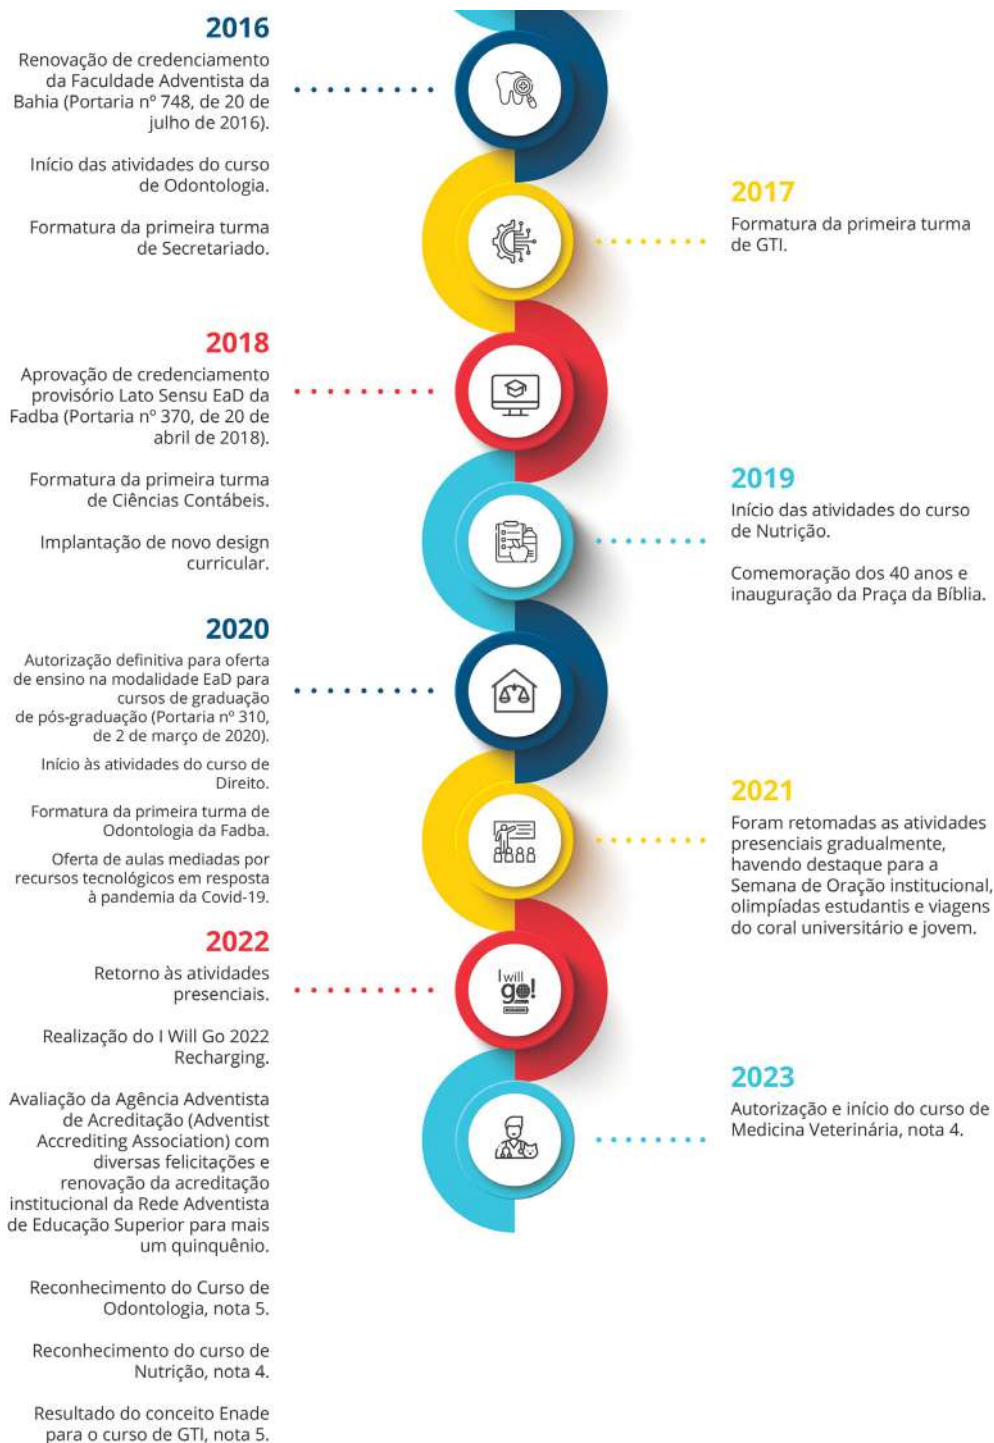 2016
Renovação de credenciamento
da Faculdade Adventista da
Bahia (Portaria nº 748, de 20 de
julho de 2016).
Início das atividades do curso
de Odontologia.
Formatura da primeira turma
de Secretariado.
2017
Formatura da primeira turma
de GTI.
2018
Aprovação de credenciamento
provisório Lato Sensu EaD da
Fadba (Portaria nº 370, de 20 de
abril de 2018).
Formatura da primeira turma
de Ciências Contábeis.
Implantação de novo design
curricular.
2019
Início das atividades do curso
de Nutrição.
Comemoração dos 40 anos e
inauguração da Praça da Bíblia.
2020
Autorização definitiva para oferta
de ensino na modalidade EaD para
cursos de graduação
de pós-graduação (Portaria nº 310,
de 2 de março de 2020).
Início às atividades do curso de
Direito.
Formatura da primeira turma de
Odontologia da Fadba.
Oferta de aulas mediadas por
recursos tecnológicos em resposta
à pandemia da Covid-19.
2021
Foram retomadas as atividades
presenciais gradualmente,
havendo destaque para a
Semana de Oração institucional,
olimpíadas estudantis e viagens
do coral universitário e jovem.
2022
Retorno às atividades
presenciais.
Realização do I Will Go 2022
Recharging.
Avaliação da Agência Adventista
de Acreditação (Adventist
Accrediting Association) com
diversas felicitações e
renovação da acreditação
institucional da Rede Adventista
de Educação Superior para mais
um quinquênio.
Reconhecimento do Curso de
Odontologia, nota 5.
Reconhecimento do curso de
Nutrição, nota 4.
Resultado do conceito Enade
para o curso de GTI, nota 5.
I will
go!
2023
Autorização e início do curso de
Medicina Veterinária, nota 4.